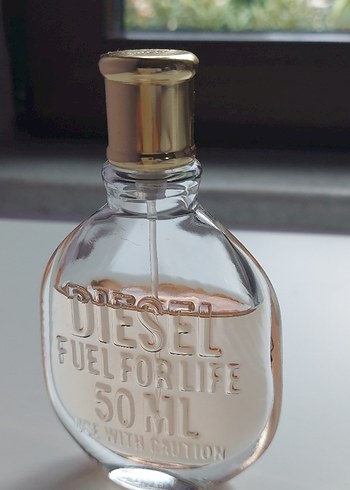 DIESEL
FUEL FOR LIFE
50 ML
USE WITH CAUTION